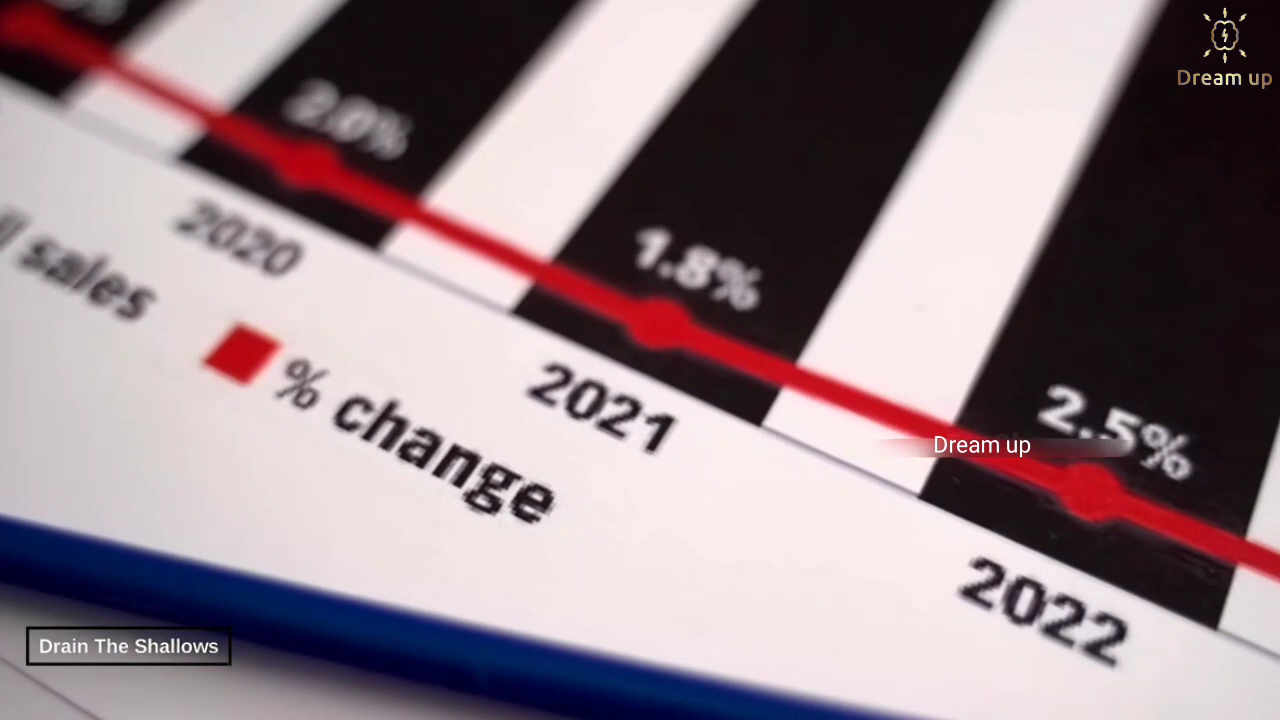 Dream up
2.0%
1.8%
2.5%
2020
2021
2022
sales
% change
Dream up
Drain The Shallows